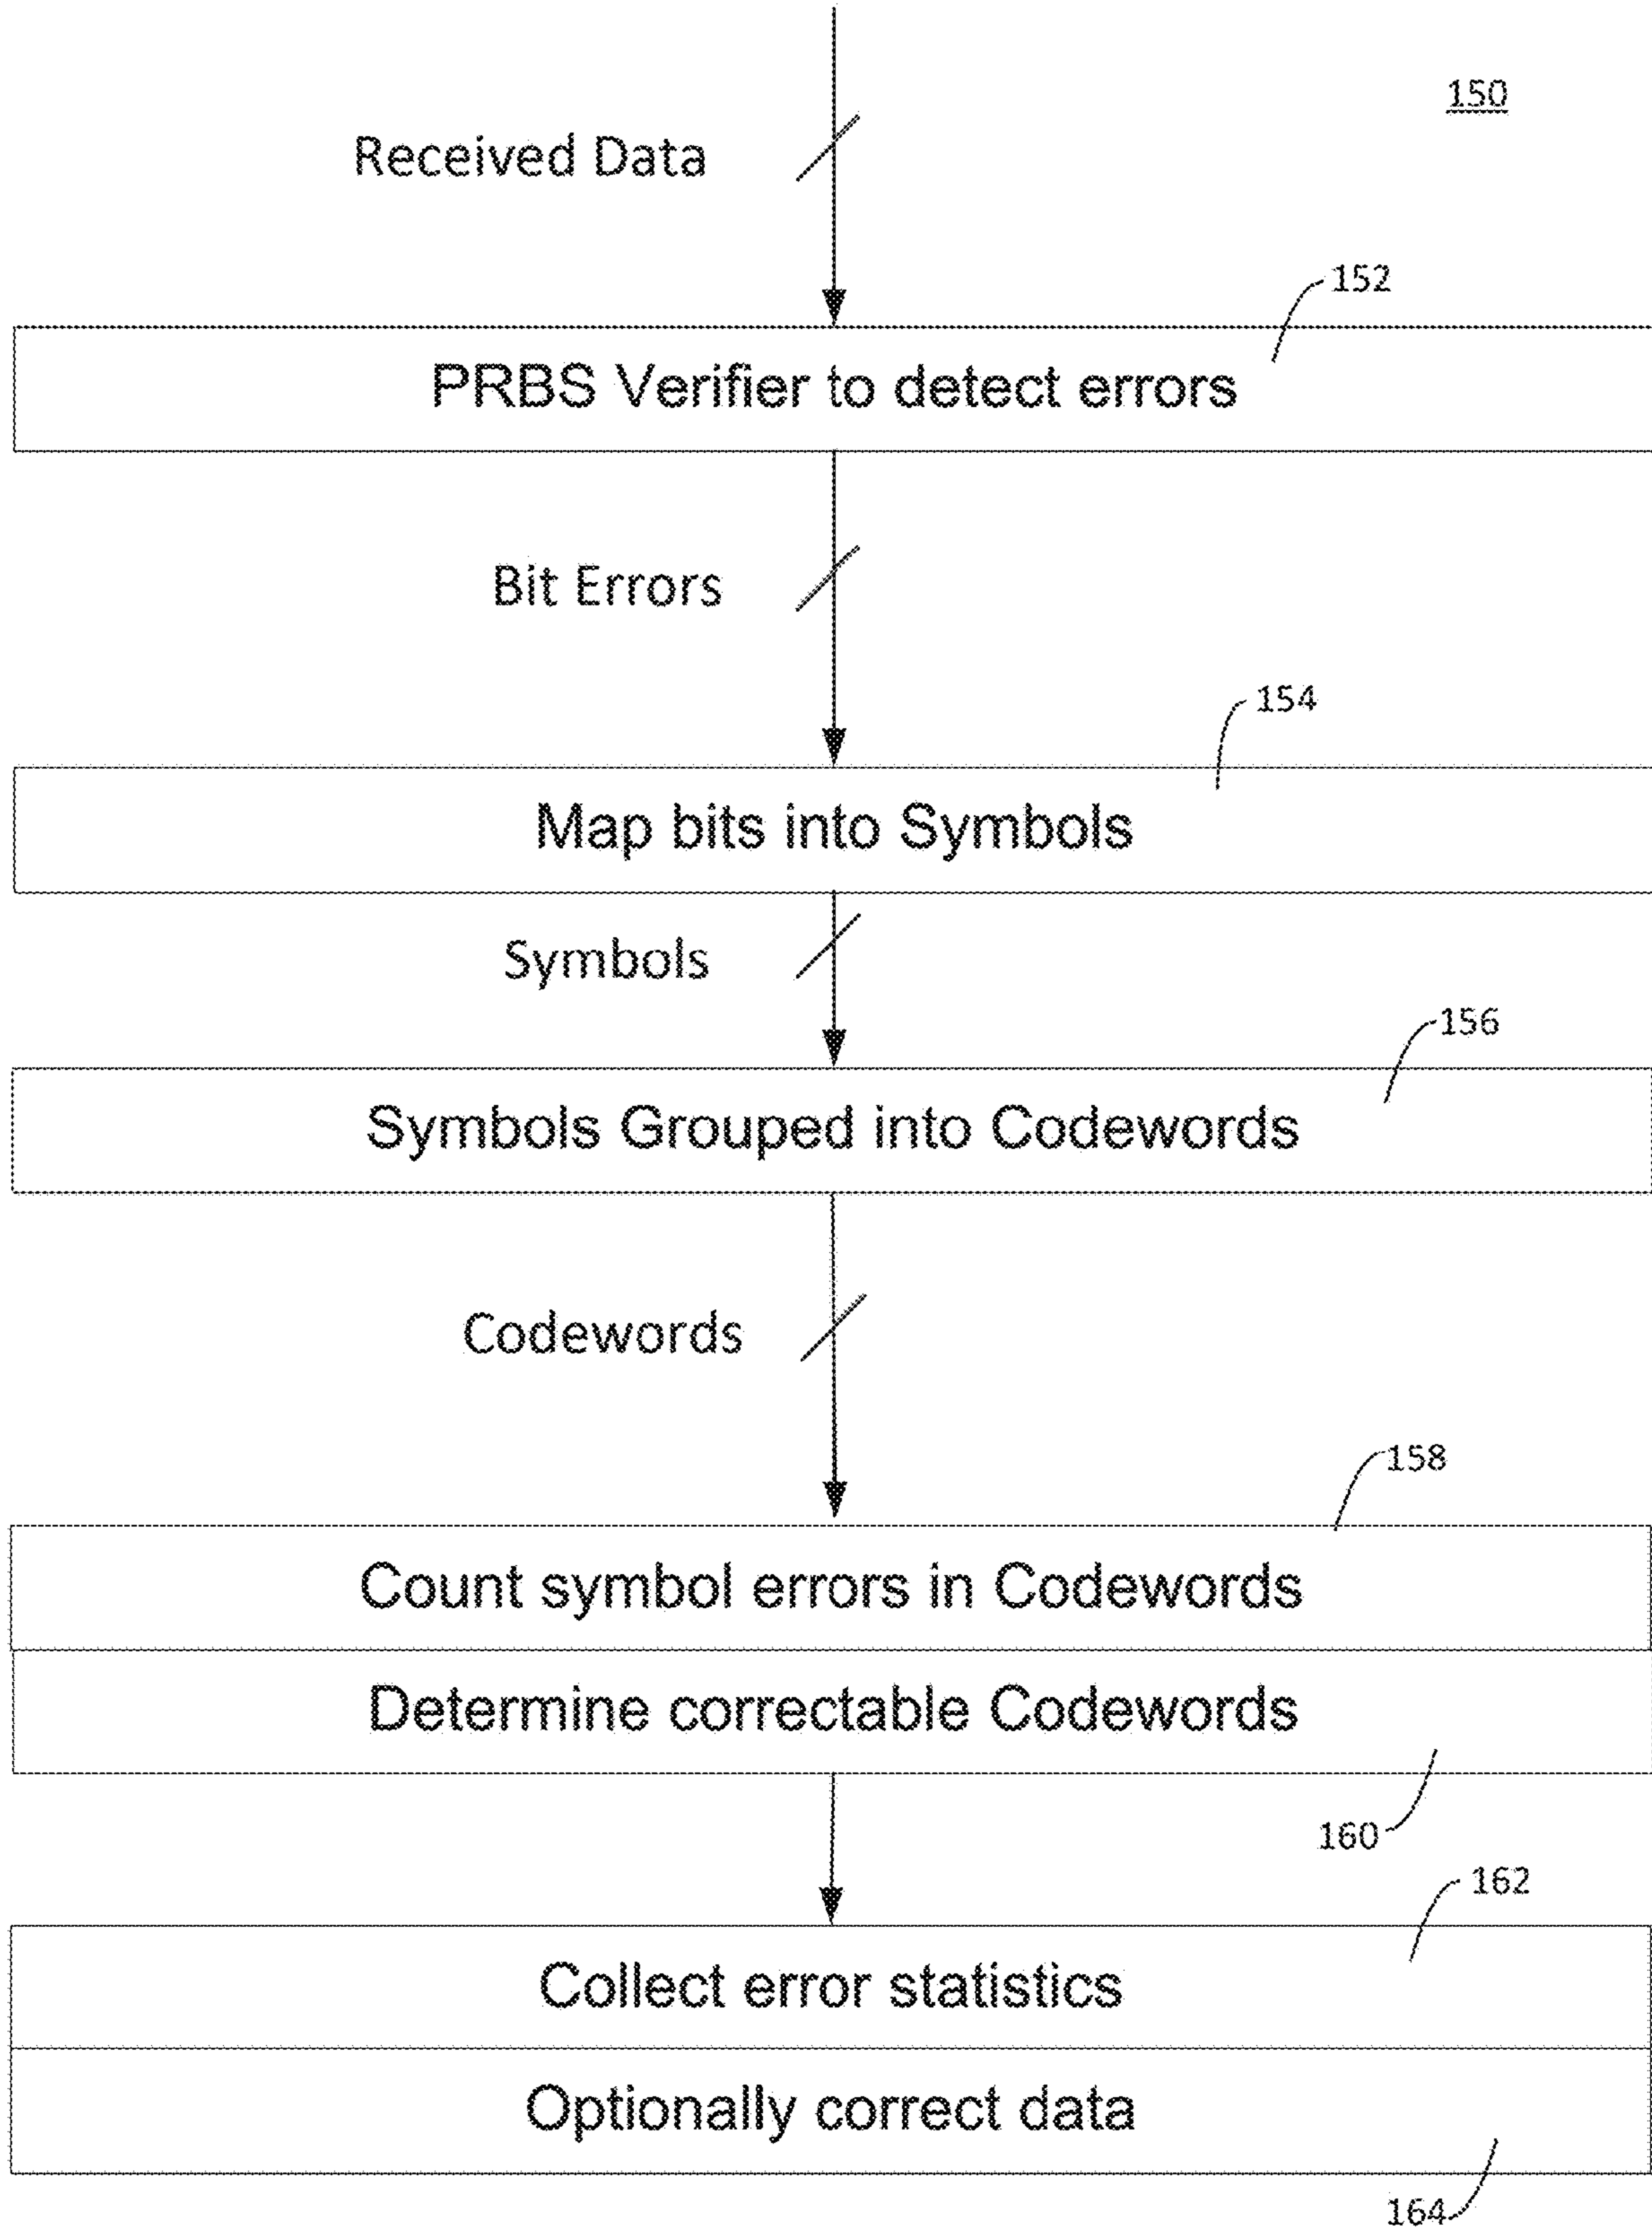 150
Received Data
152
PRBS Verifier to detect errors
Bit Errors
154
Map bits into Symbols
Symbols
156
Symbols Grouped into Codewords
Codewords
158
Count symbol errors in Codewords
Determine correctable Codewords
160
162
Collect error statistics
Optionally correct data
164